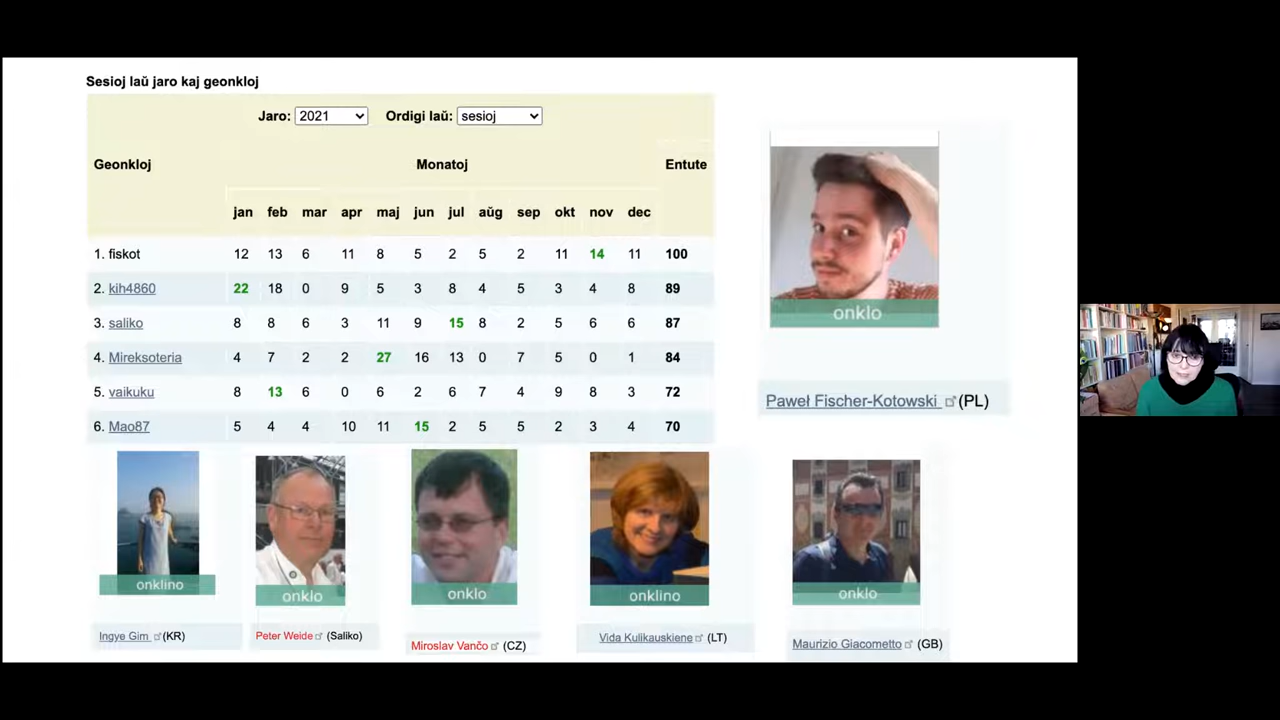 Sesioj laŭ jaro kaj geonkloj
Jaro: 2021 Ordigi laŭ: sesioj
Geonkloj Monatoj Entute
jan feb mar apr maj jun jul aŭg sep okt nov dec
1. fiskot 12 13 6 11 8 5 2 5 2 11 14 11 100
2. kih4860 22 18 0 9 5 3 8 4 5 3 4 8 89
3. saliko 8 8 6 3 11 9 15 8 2 5 6 6 87
4. Mireksoteria 4 7 2 2 27 16 13 0 7 5 0 1 84
5. vaikuku 8 13 6 0 6 2 6 7 4 9 8 3 72
6. Mao87 5 4 4 10 11 15 2 5 5 2 3 4 70
onklo
Paweł Fischer-Kotowski (PL)
onklino
onklo
onklo
onklino
onklo
Ingye Gim (KR)
Peter Weide (Saliko)
Miroslav Vančo (CZ)
Vida Kulikauskiene (LT)
Maurizio Giacometto (GB)